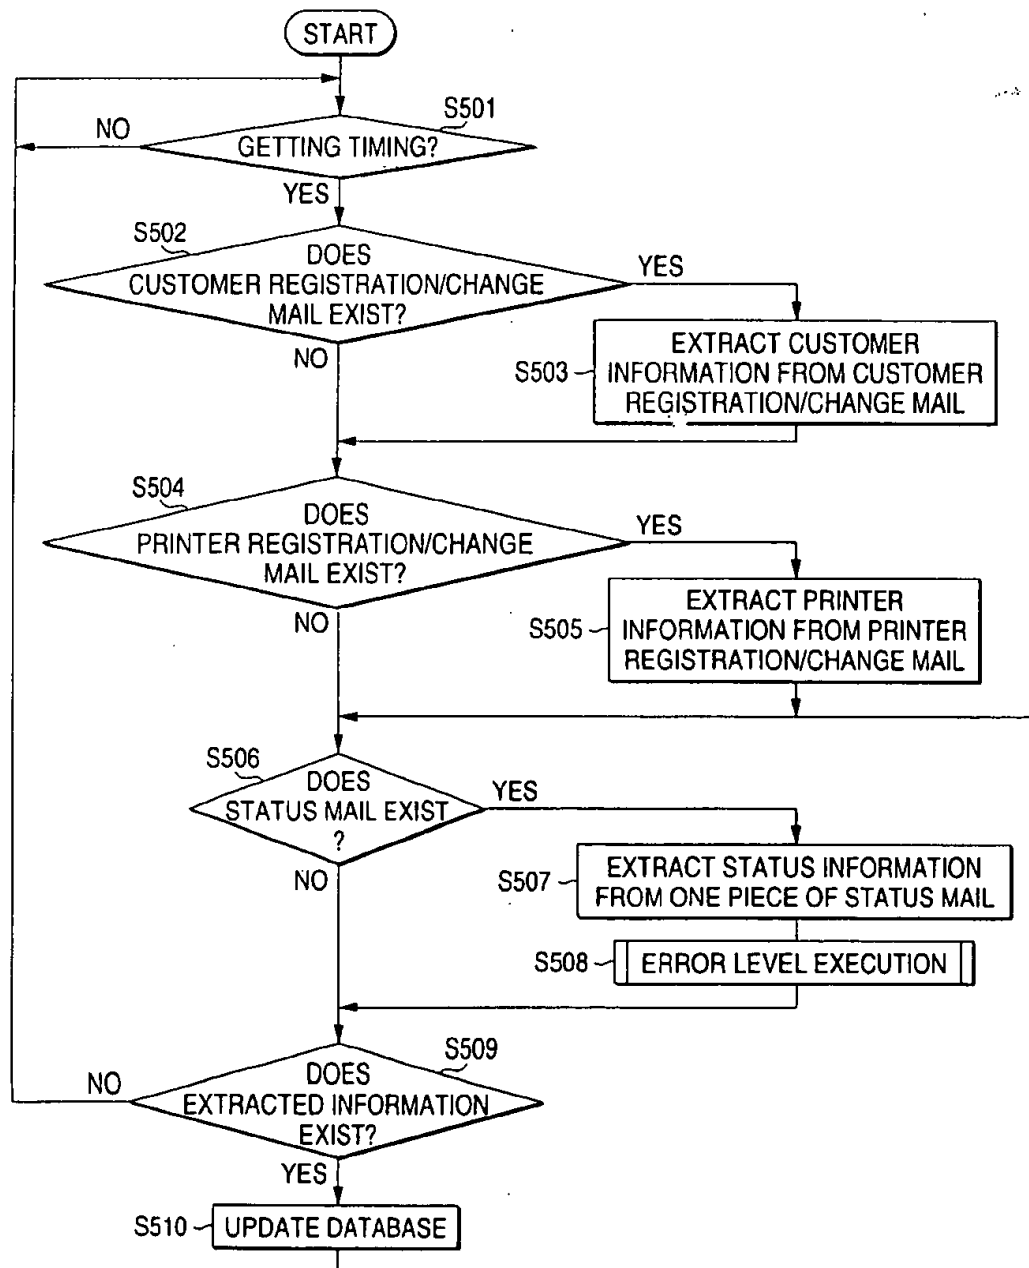 START
S501
NO
GETTING TIMING?
YES
S502
DOES
CUSTOMER REGISTRATION/CHANGE
MAIL EXIST?
YES
NO
S503
EXTRACT CUSTOMER
INFORMATION FROM CUSTOMER
REGISTRATION/CHANGE MAIL
S504
DOES
PRINTER REGISTRATION/CHANGE
MAIL EXIST?
YES
NO
S505
EXTRACT PRINTER
INFORMATION FROM PRINTER
REGISTRATION/CHANGE MAIL
S506
DOES
STATUS MAIL EXIST
?
YES
NO
S507
EXTRACT STATUS INFORMATION
FROM ONE PIECE OF STATUS MAIL
S508
ERROR LEVEL EXECUTION
S509
NO
DOES
EXTRACTED INFORMATION
EXIST?
YES
S510
UPDATE DATABASE